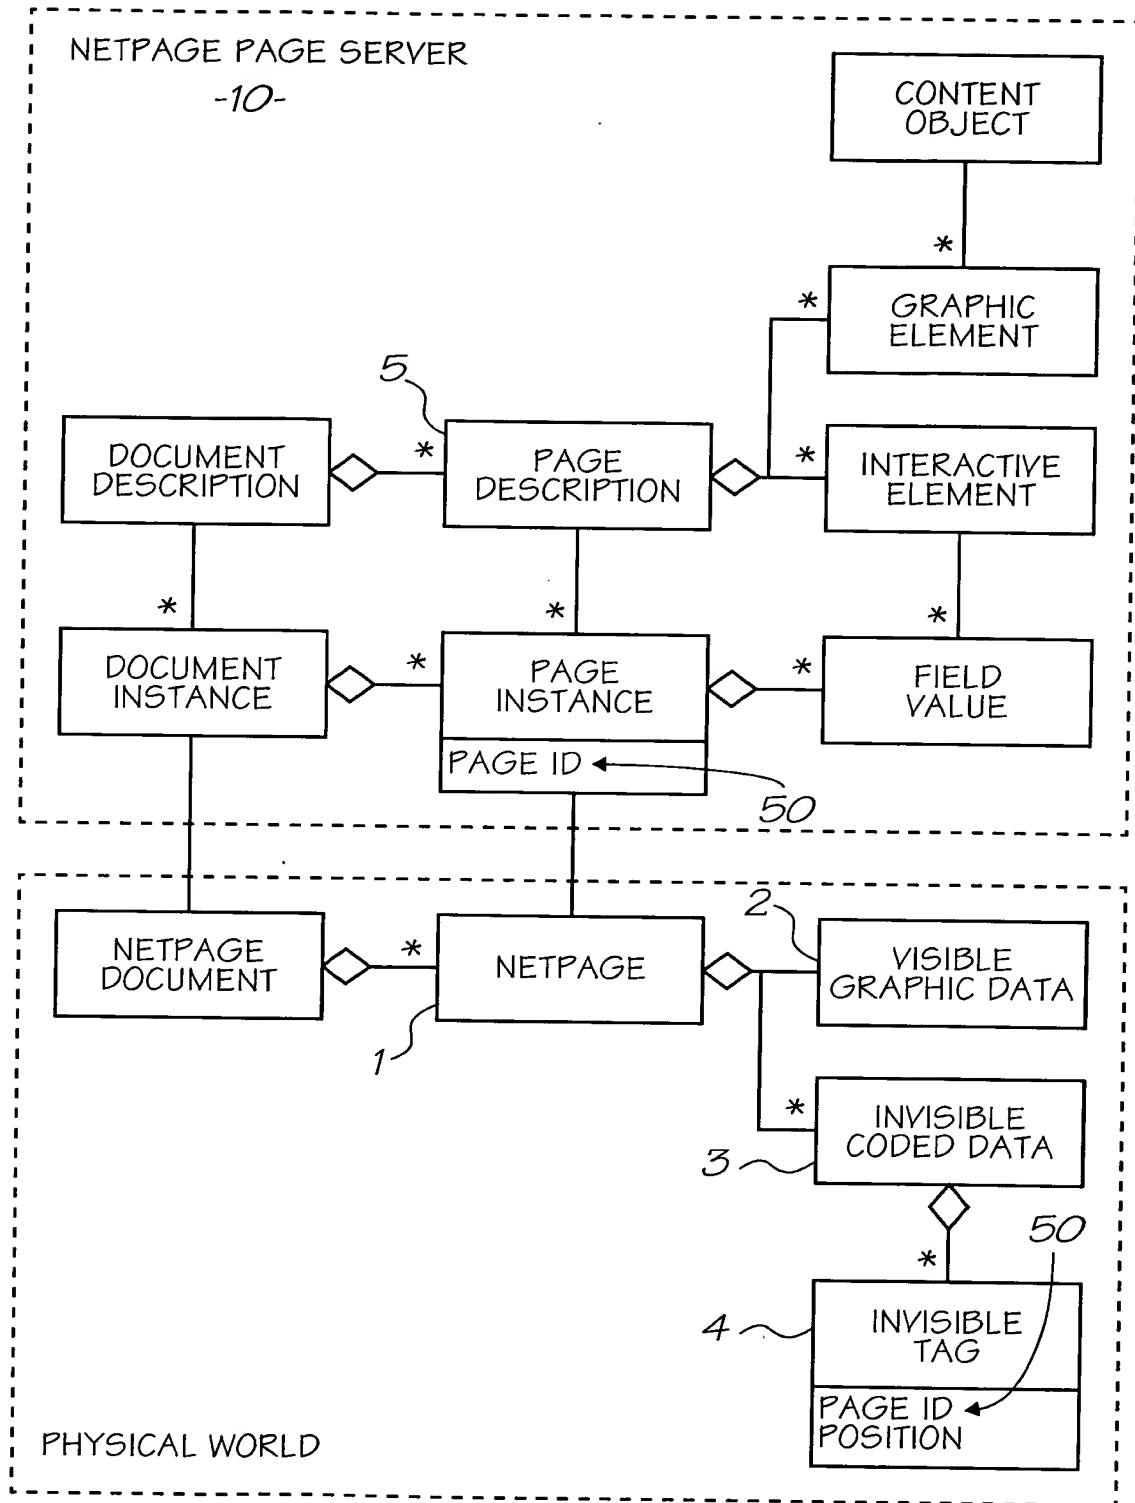 NETPAGE PAGE SERVER
-10-
CONTENT
OBJECT
*
GRAPHIC
ELEMENT
*
5
DOCUMENT
DESCRIPTION
*
PAGE
DESCRIPTION
*
INTERACTIVE
ELEMENT
*
*
*
DOCUMENT
INSTANCE
*
PAGE
INSTANCE
*
FIELD
VALUE
PAGE ID
50
NETPAGE
DOCUMENT
*
NETPAGE
1
2
VISIBLE
GRAPHIC DATA
*
INVISIBLE
CODED DATA
3
*
50
4
INVISIBLE
TAG
PAGE ID
POSITION
PHYSICAL WORLD